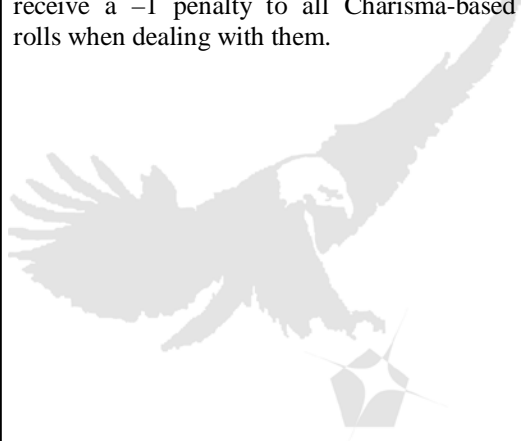 receive a –1 penalty to all Charisma-based
rolls when dealing with them.